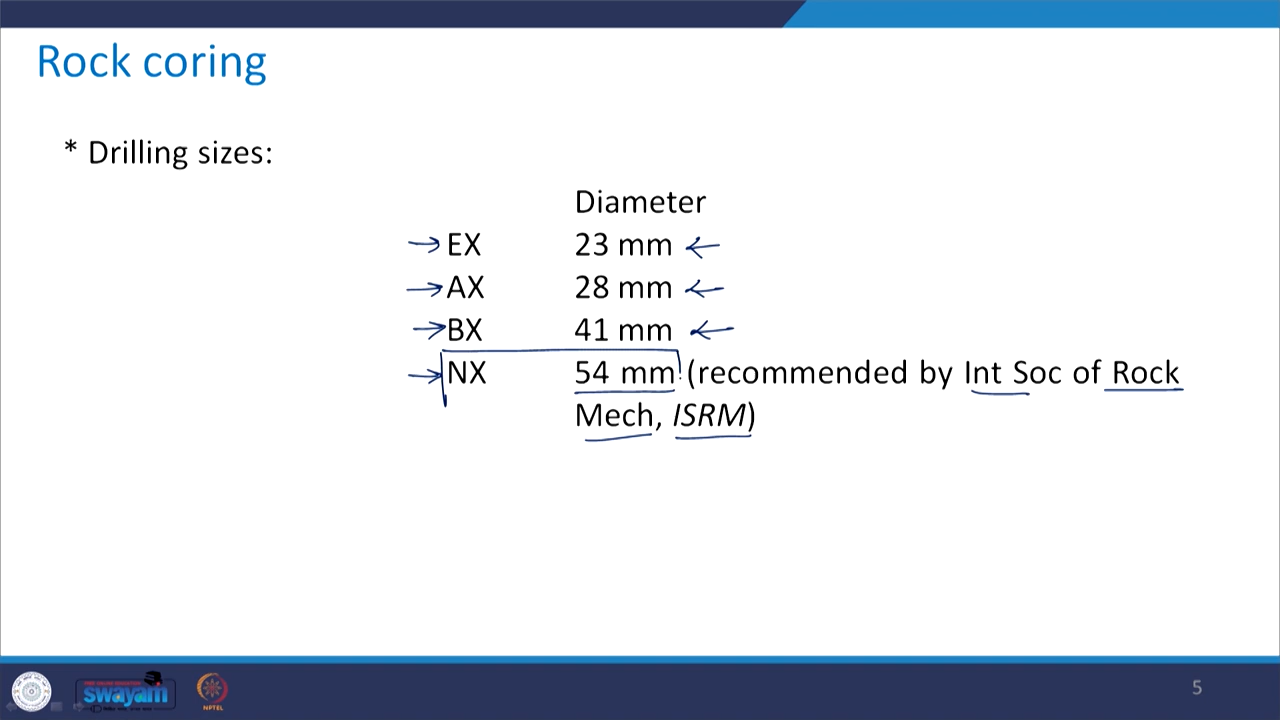 Rock coring
* Drilling sizes:
Diameter
EX 23 mm
AX 28 mm
BX 41 mm
NX 54 mm (recommended by Int Soc of Rock
Mech, ISRM)
swayam
NPTEL
5